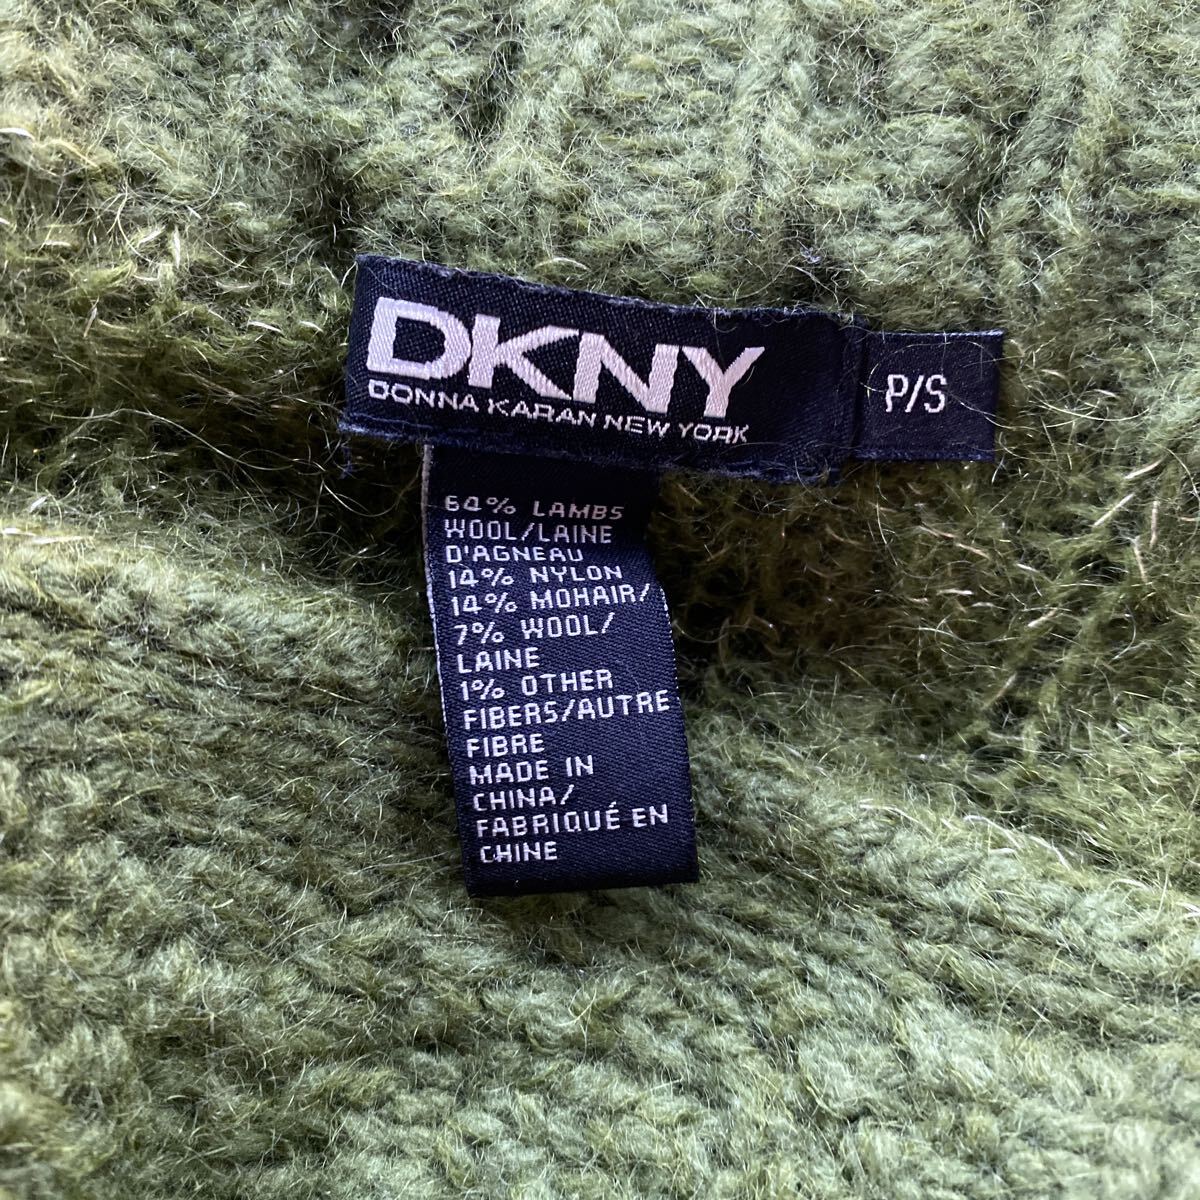 DKNY
DONNA KARAN NEW YORK
P/S
64% LAMBS
WOOL/LAINE
D'AGNEAU
14% NYLON
14% MOHAIR/
7% WOOL/
LAINE
1% OTHER
FIBERS/AUTRE
FIBRE
MADE IN
CHINA/
FABRIQUÉ EN
CHINE